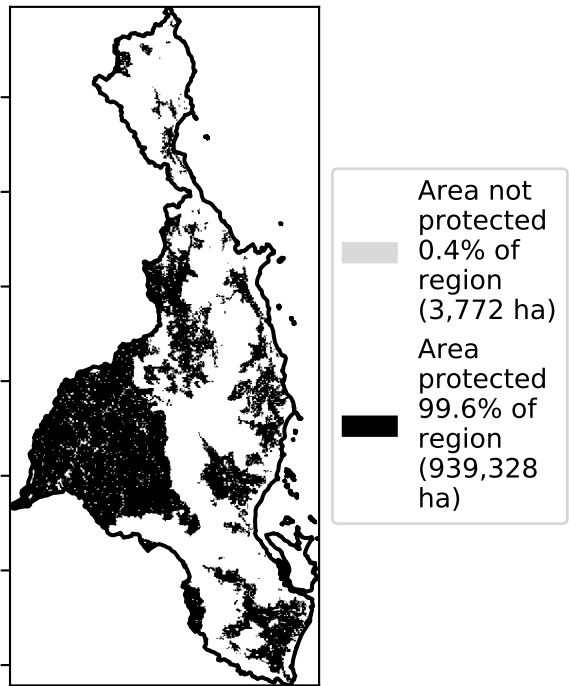 Area not
protected
0.4% of
region
(3,772 ha)
Area
protected
99.6% of
region
(939,328
ha)